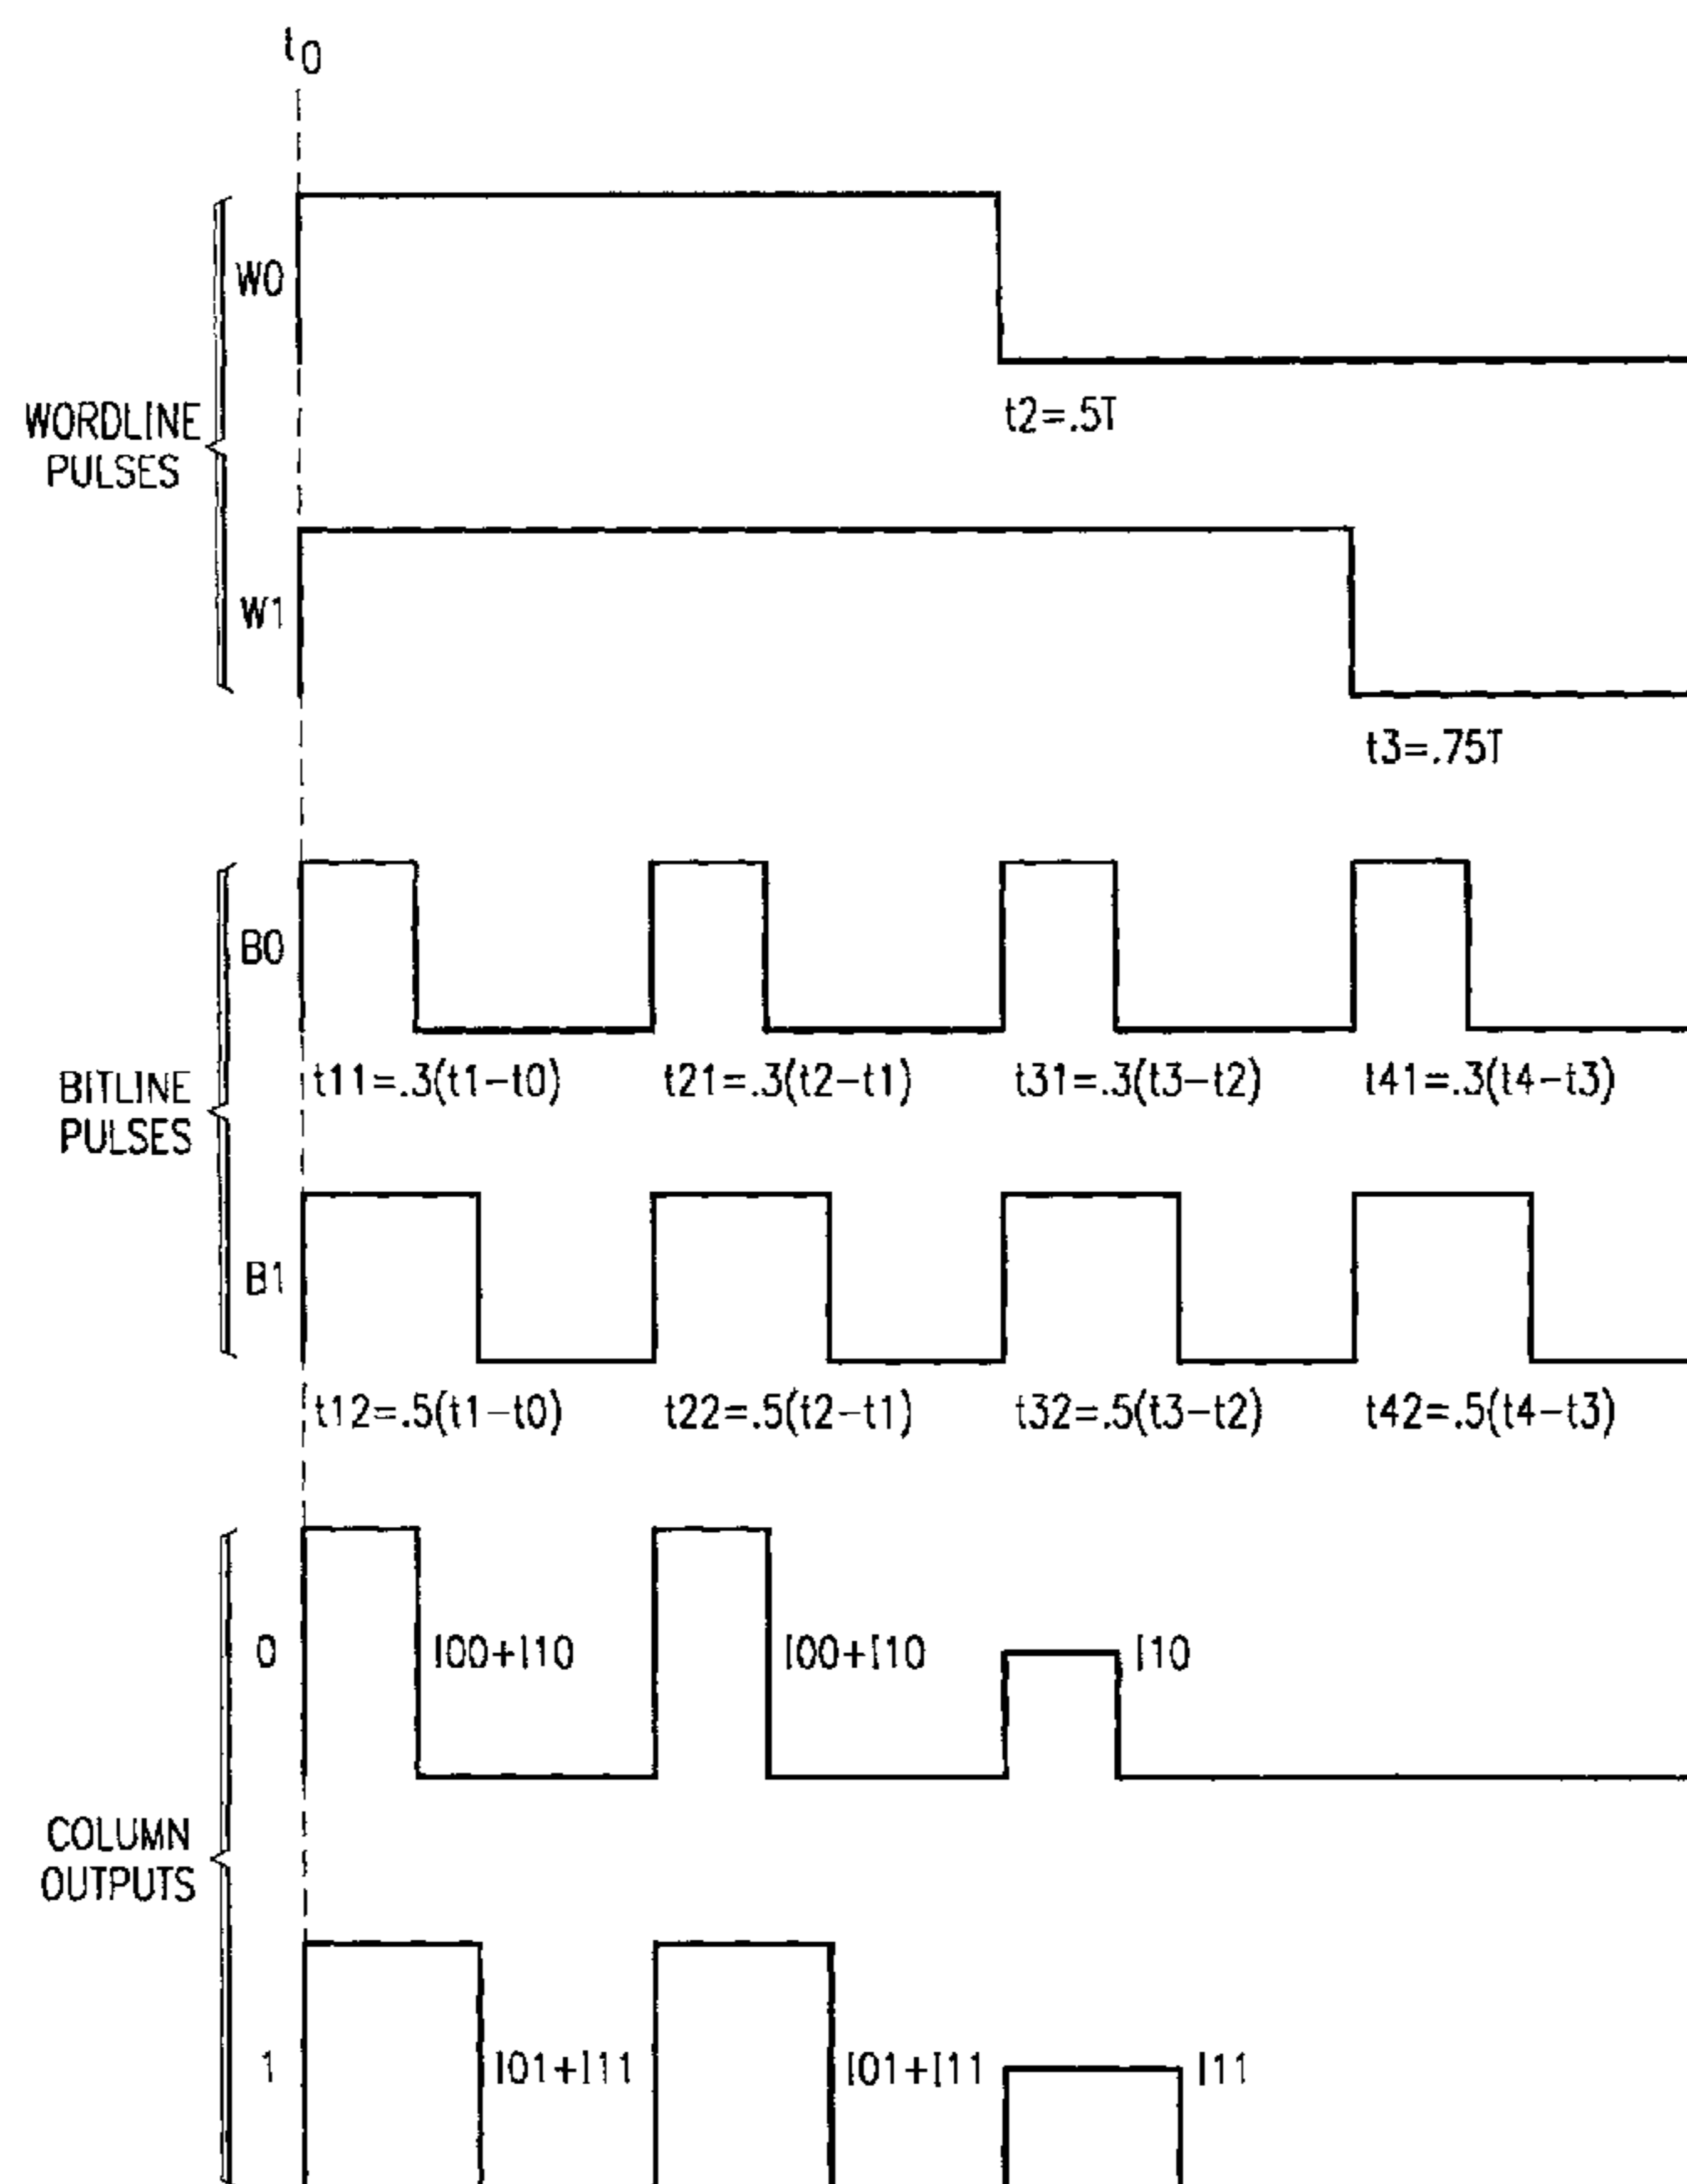 t0
W0
WORDLINE
PULSES
t2=.5T
W1
t3=.75T
B0
BITLINE
PULSES
t11=.3(t1-t0) t21=.3(t2-t1) t31=.3(t3-t2) t41=.3(t4-t3)
B1
t12=.5(t1-t0) t22=.5(t2-t1) t32=.5(t3-t2) t42=.5(t4-t3)
0 I00+I10 I00+I10 I10
COLUMN
OUTPUTS
1 I01+I11 I01+I11 I11